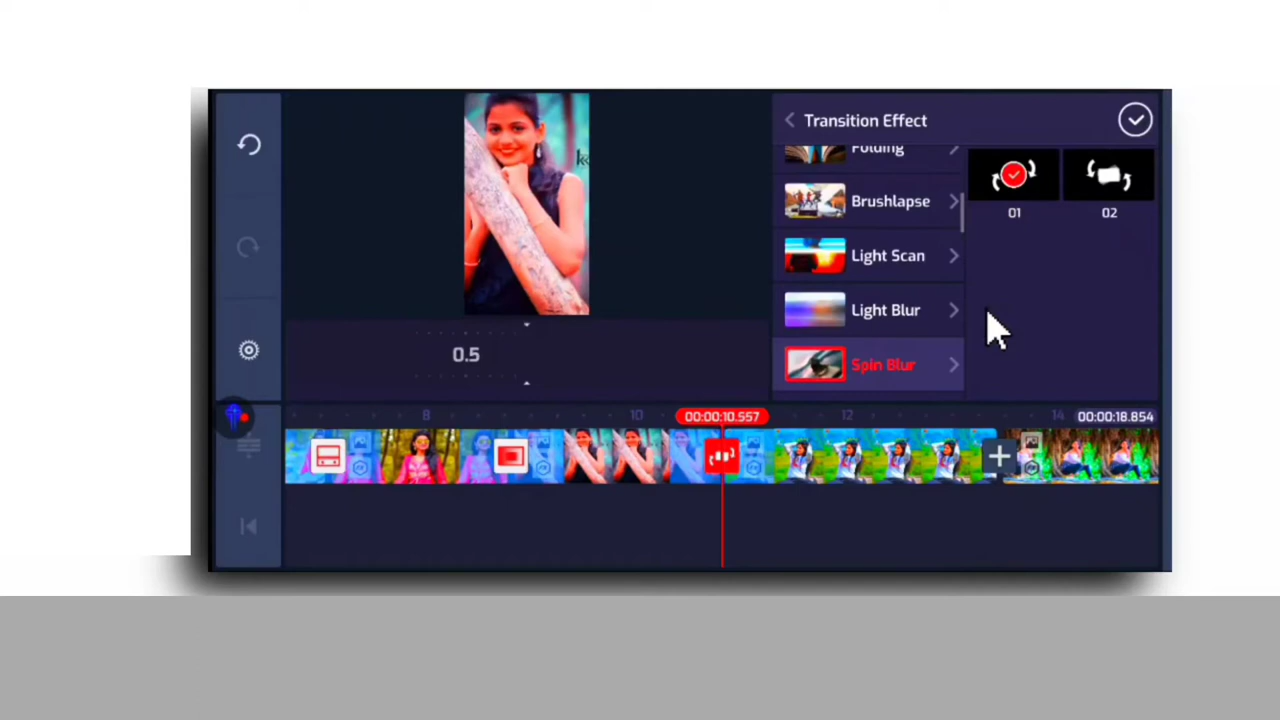 Transition Effect
Folding
Brushlapse
Light Scan
Light Blur
Spin Blur
01
02
0.5
8
10
00:00:10.557
12
14
00:00:18.854